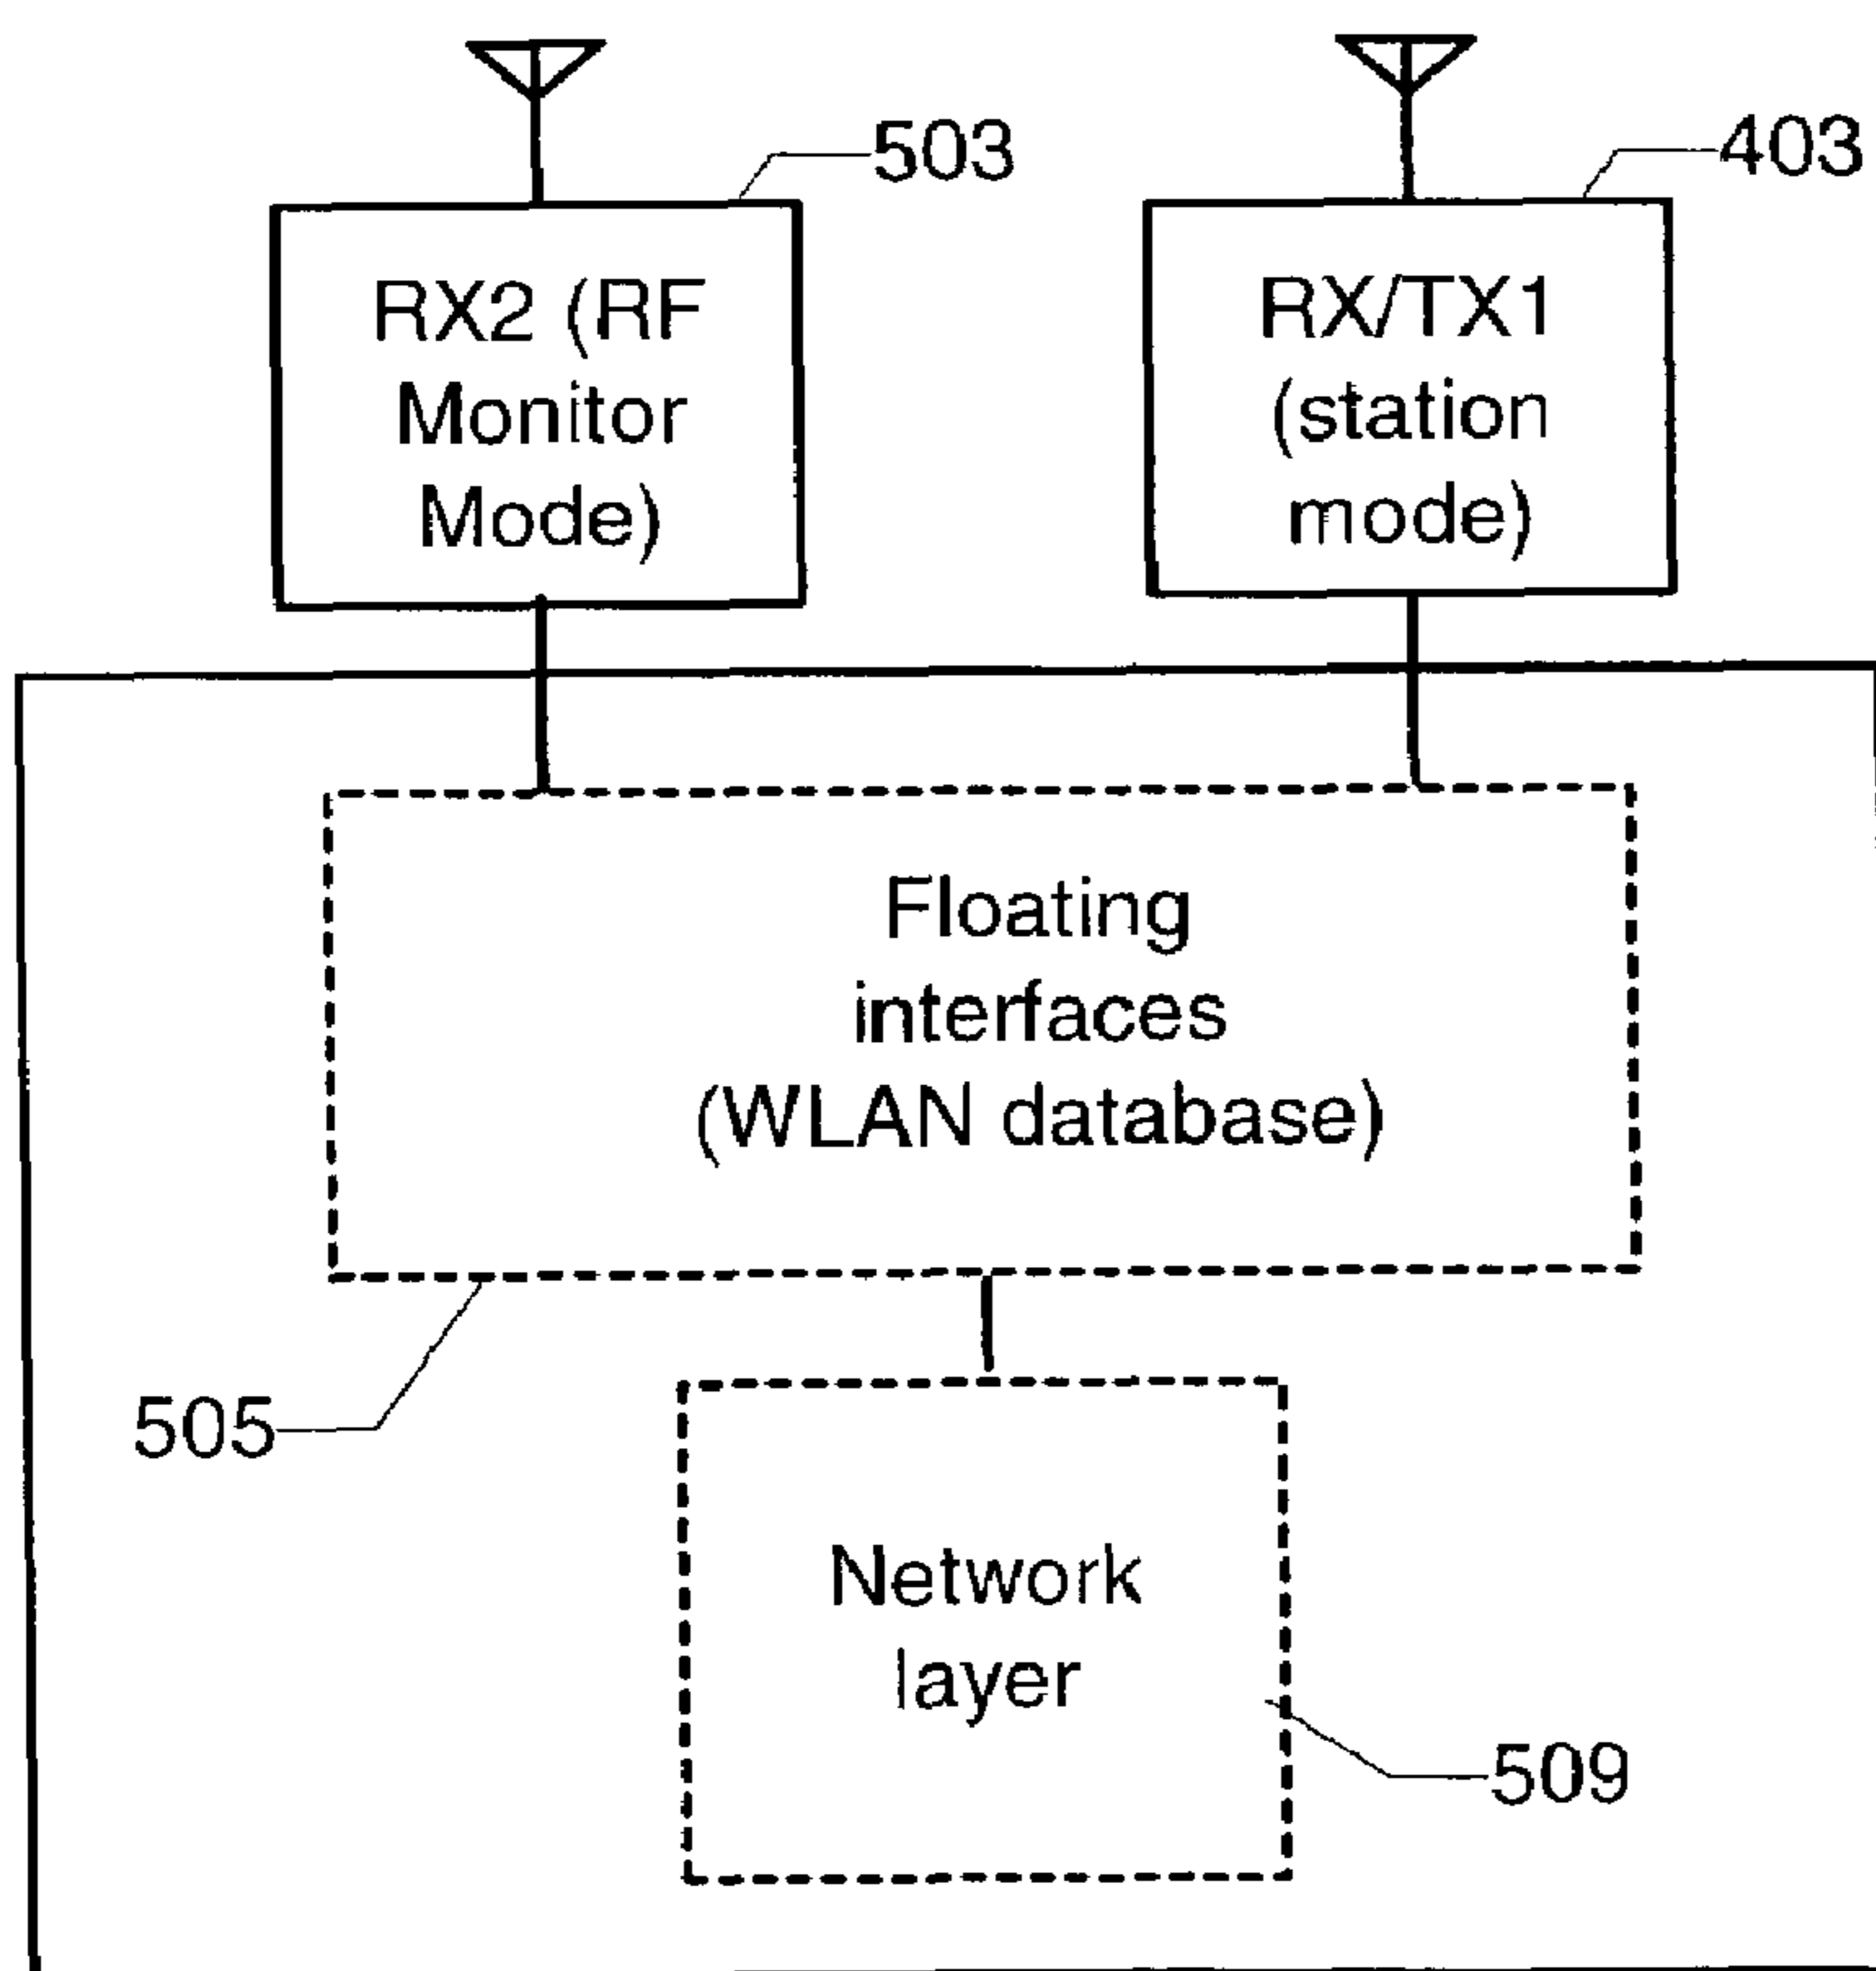 503
403
RX2 (RF
Monitor
Mode)
RX/TX1
(station
mode)
Floating
interfaces
(WLAN database)
505
Network
layer
509